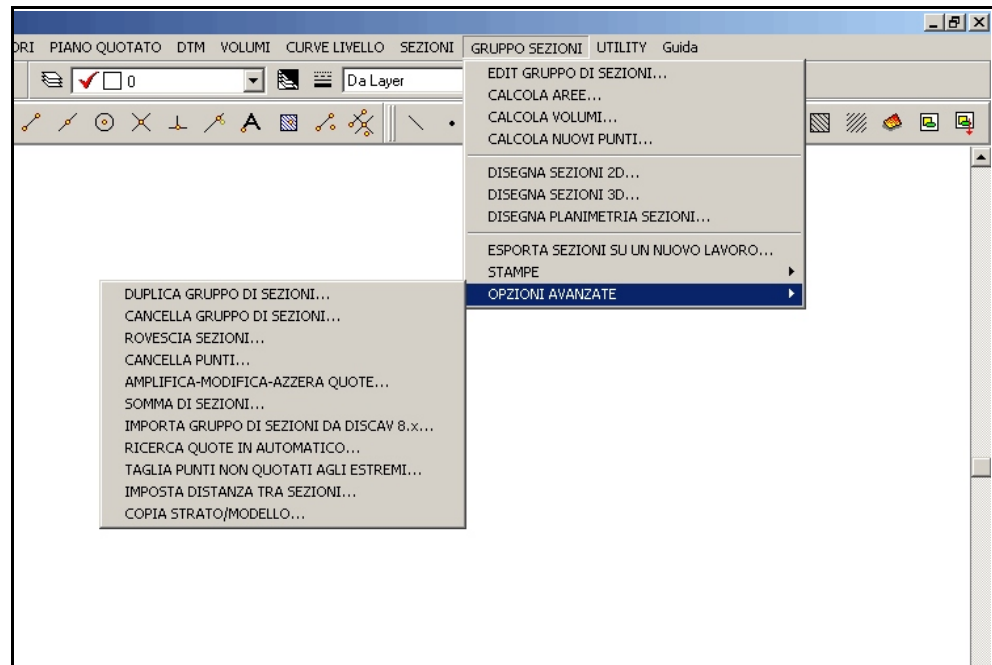 ORI PIANO QUOTATO DTM VOLUMI CURVE LIVELLO SEZIONI GRUPPO SEZIONI UTILITY Guida
0 Da Layer
EDIT GRUPPO DI SEZIONI...
CALCOLA AREE...
CALCOLA VOLUMI...
CALCOLA NUOVI PUNTI...
DISEGNA SEZIONI 2D...
DISEGNA SEZIONI 3D...
DISEGNA PLANIMETRIA SEZIONI...
ESPORTA SEZIONI SU UN NUOVO LAVORO...
STAMPE
OPZIONI AVANZATE
DUPLICA GRUPPO DI SEZIONI...
CANCELLA GRUPPO DI SEZIONI...
ROVESCIA SEZIONI...
CANCELLA PUNTI...
AMPLIFICA-MODIFICA-AZZERA QUOTE...
SOMMA DI SEZIONI...
IMPORTA GRUPPO DI SEZIONI DA DISCAV 8.x...
RICERCA QUOTE IN AUTOMATICO...
TAGLIA PUNTI NON QUOTATI AGLI ESTREMI...
IMPOSTA DISTANZA TRA SEZIONI...
COPIA STRATO/MODELLO...